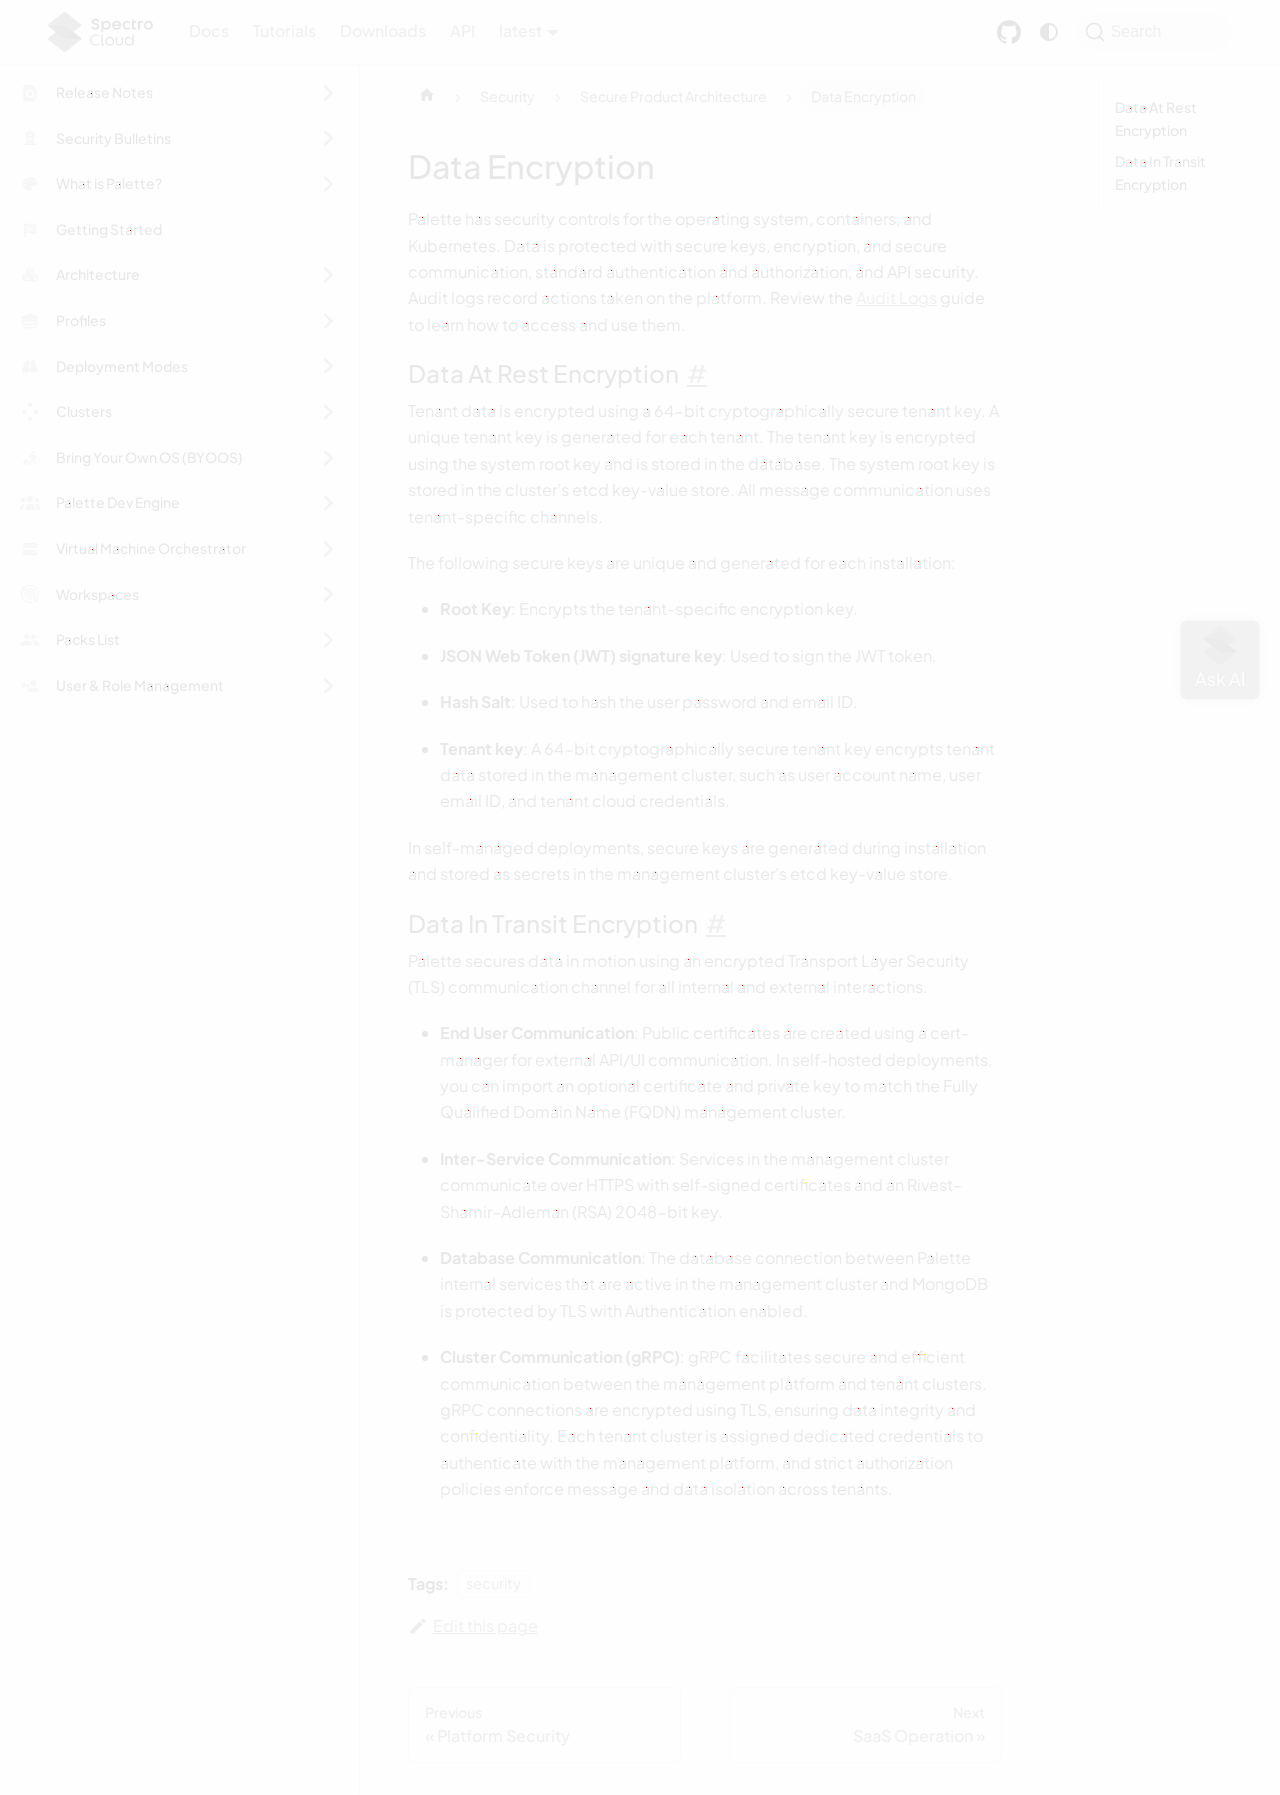 Spectro Cloud
Docs
Tutorials
Downloads
API
latest
Search
Release Notes
Security Bulletins
What is Palette?
Getting Started
Architecture
Profiles
Deployment Modes
Clusters
Bring Your Own OS (BYOOS)
Palette Dev Engine
Virtual Machine Orchestrator
Workspaces
Packs List
User & Role Management
Security
Secure Product Architecture
Data Encryption
Data Encryption
Palette has security controls for the operating system, containers, and
Kubernetes. Data is protected with secure keys, encryption, and secure
communication, standard authentication and authorization, and API security.
Audit logs record actions taken on the platform. Review the Audit Logs guide
to learn how to access and use them.
Data At Rest Encryption #
Tenant data is encrypted using a 64-bit cryptographically secure tenant key. A
unique tenant key is generated for each tenant. The tenant key is encrypted
using the system root key and is stored in the database. The system root key is
stored in the cluster's etcd key-value store. All message communication uses
tenant-specific channels.
The following secure keys are unique and generated for each installation:
Root Key: Encrypts the tenant-specific encryption key.
JSON Web Token (JWT) signature key: Used to sign the JWT token.
Hash Salt: Used to hash the user password and email ID.
Tenant key: A 64-bit cryptographically secure tenant key encrypts tenant
data stored in the management cluster, such as user account name, user
email ID, and tenant cloud credentials.
In self-managed deployments, secure keys are generated during installation
and stored as secrets in the management cluster's etcd key-value store.
Data In Transit Encryption #
Palette secures data in motion using an encrypted Transport Layer Security
(TLS) communication channel for all internal and external interactions.
End User Communication: Public certificates are created using a cert-
manager for external API/UI communication. In self-hosted deployments,
you can import an optional certificate and private key to match the Fully
Qualified Domain Name (FQDN) management cluster.
Inter-Service Communication: Services in the management cluster
communicate over HTTPS with self-signed certificates and an Rivest–
Shamir–Adleman (RSA) 2048-bit key.
Database Communication: The database connection between Palette
internal services that are active in the management cluster and MongoDB
is protected by TLS with Authentication enabled.
Cluster Communication (gRPC): gRPC facilitates secure and efficient
communication between the management platform and tenant clusters.
gRPC connections are encrypted using TLS, ensuring data integrity and
confidentiality. Each tenant cluster is assigned dedicated credentials to
authenticate with the management platform, and strict authorization
policies enforce message and data isolation across tenants.
Tags: security
Edit this page
Previous
« Platform Security
Next
SaaS Operation »
Data At Rest
Encryption
Data In Transit
Encryption
Ask AI